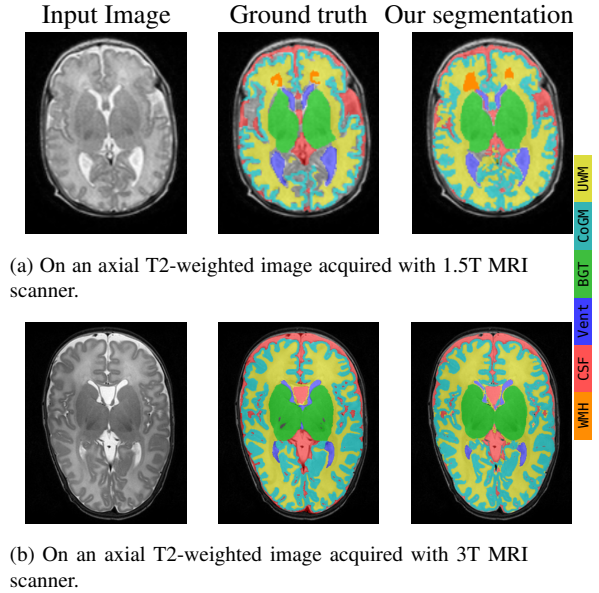 Input Image Ground truth Our segmentation
UWM
CoGM
BGT
Vent
CSF
WMH
(a) On an axial T2-weighted image acquired with 1.5T MRI
scanner.
(b) On an axial T2-weighted image acquired with 3T MRI
scanner.